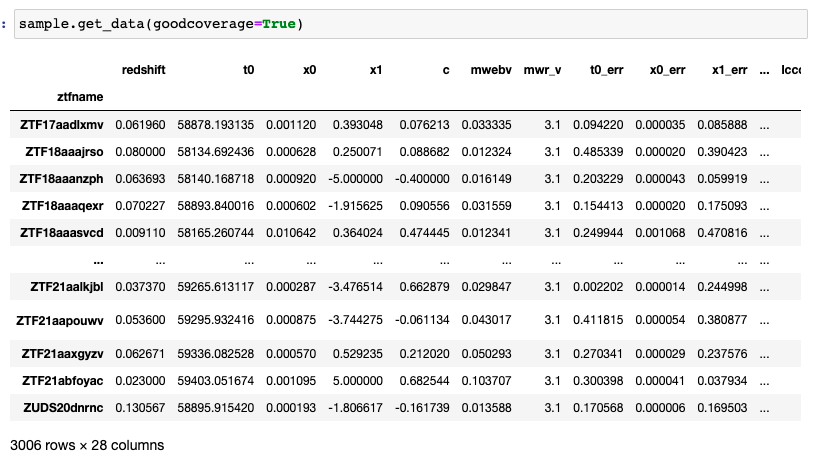 : sample.get_data(goodcoverage=True)
redshift t0 x0 x1 c mwebv mwr_v t0_err x0_err x1_err ...
ztfname
ZTF17aadlxmv 0.061960 58878.193135 0.001120 0.393048 0.076213 0.033335 3.1 0.094220 0.000035 0.085888 ...
ZTF18aaajrso 0.080000 58134.692436 0.000628 0.250071 0.088682 0.012324 3.1 0.485339 0.000020 0.390423 ...
ZTF18aaanzph 0.063693 58140.168718 0.000920 -5.000000 -0.400000 0.016149 3.1 0.203229 0.000043 0.059919 ...
ZTF18aaaqexr 0.070227 58893.840016 0.000602 -1.915625 0.090556 0.031559 3.1 0.154413 0.000020 0.175093 ...
ZTF18aaasvcd 0.009110 58165.260744 0.010642 0.364024 0.474445 0.012341 3.1 0.249944 0.001068 0.470816 ...
... ... ... ... ... ... ... ... ... ... ... ...
ZTF21aalkjbl 0.037370 59265.613117 0.000287 -3.476514 0.662879 0.029847 3.1 0.002202 0.000014 0.244998 ...
ZTF21aapouwv 0.053600 59295.932416 0.000875 -3.744275 -0.061134 0.043017 3.1 0.411815 0.000054 0.380877 ...
ZTF21aaxgyzv 0.062671 59336.082528 0.000570 0.529235 0.212020 0.050293 3.1 0.270341 0.000029 0.237576 ...
ZTF21abfoyac 0.023000 59403.051674 0.001095 5.000000 0.682544 0.103707 3.1 0.300398 0.000041 0.037934 ...
ZUDS20dnrnc 0.130567 58895.915420 0.000193 -1.806617 -0.161739 0.013588 3.1 0.170568 0.000006 0.169503 ...
3006 rows × 28 columns